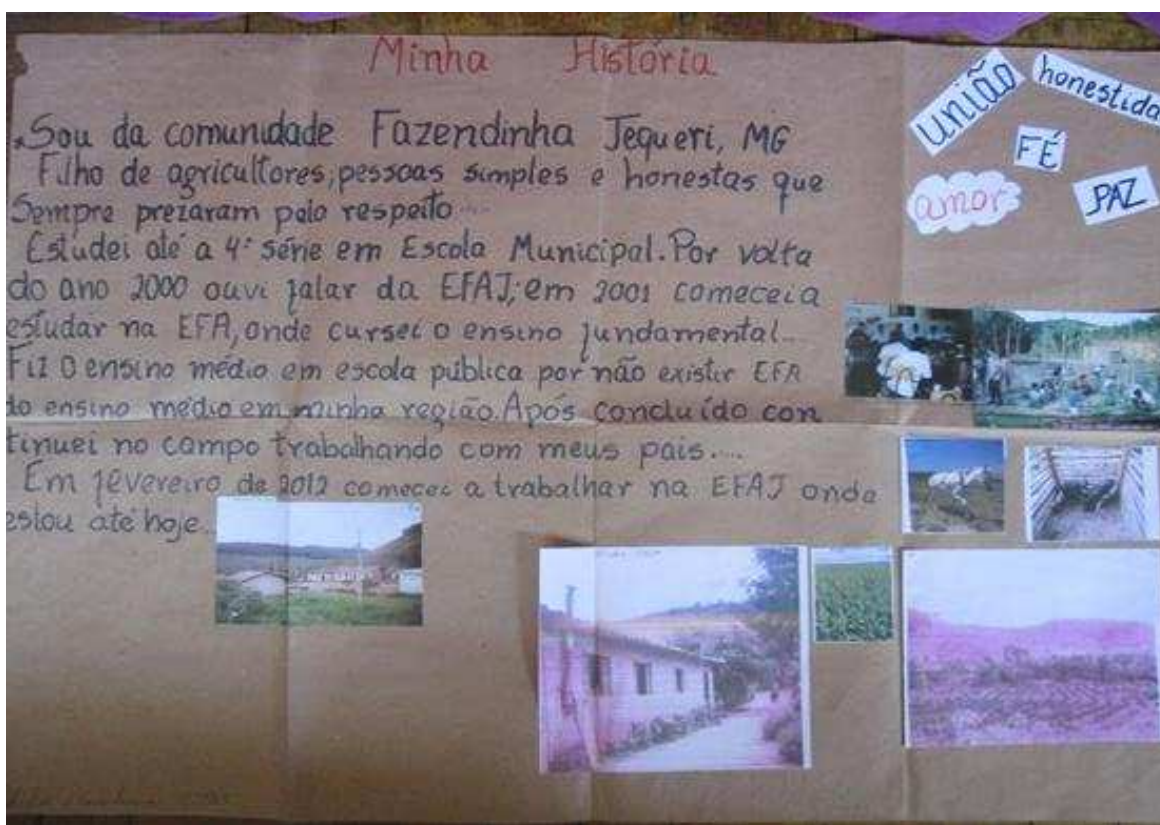 Minha História
união
honestida
FÉ
amor
PAZ
.Sou da comunidade Fazendinha Jequeri, MG
Filho de agricultores, pessoas simples e honestas que
Sempre prezaram pelo respeito....
Estudei até a 4ª série em Escola Municipal. Por volta
do ano 2000 ouvi falar da EFAJ; em 2001 comecei a
estudar na EFA, onde cursei o ensino fundamental...
Fiz o ensino médio em escola pública por não existir EFA
do ensino médio em minha região. Após concluído con
tinuei no campo trabalhando com meus pais....
Em fevereiro de 2012 comecei a trabalhar na EFAJ onde
estou até hoje...